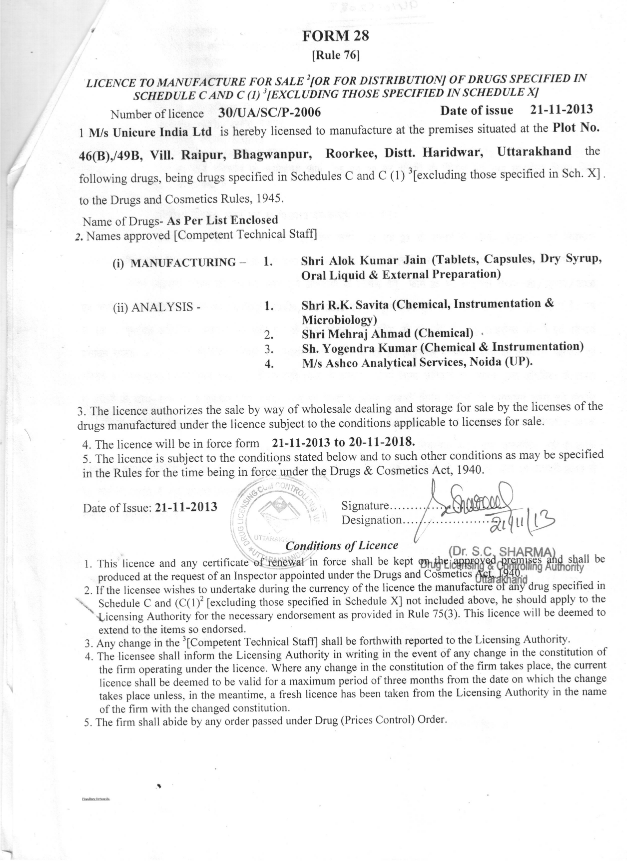 FORM 28
[Rule 76]
LICENCE TO MANUFACTURE FOR SALE 2[OR FOR DISTRIBUTION] OF DRUGS SPECIFIED IN
SCHEDULE C AND C (1) 3[EXCLUDING THOSE SPECIFIED IN SCHEDULE X]
Number of licence 30/UA/SC/P-2006 Date of issue 21-11-2013
1 M/s Unicure India Ltd is hereby licensed to manufacture at the premises situated at the Plot No.
46(B),/49B, Vill. Raipur, Bhagwanpur, Roorkee, Distt. Haridwar, Uttarakhand the
following drugs, being drugs specified in Schedules C and C (1) 3[excluding those specified in Sch. X].
to the Drugs and Cosmetics Rules, 1945.
Name of Drugs- As Per List Enclosed
2. Names approved [Competent Technical Staff]
(i) MANUFACTURING – 1. Shri Alok Kumar Jain (Tablets, Capsules, Dry Syrup,
Oral Liquid & External Preparation)
(ii) ANALYSIS - 1. Shri R.K. Savita (Chemical, Instrumentation &
Microbiology)
2. Shri Mehraj Ahmad (Chemical)
3. Sh. Yogendra Kumar (Chemical & Instrumentation)
4. M/s Ashco Analytical Services, Noida (UP).
3. The licence authorizes the sale by way of wholesale dealing and storage for sale by the licenses of the
drugs manufactured under the licence subject to the conditions applicable to licenses for sale.
4. The licence will be in force form 21-11-2013 to 20-11-2018.
5. The licence is subject to the conditions stated below and to such other conditions as may be specified
in the Rules for the time being in force under the Drugs & Cosmetics Act, 1940.
Date of Issue: 21-11-2013
Signature
Designation
21/11/13
(Dr. S.C. SHARMA)
Drug Licensing & Controlling Authority
Uttarakhand
Conditions of Licence
1. This licence and any certificate of renewal in force shall be kept on the approved premises and shall be
produced at the request of an Inspector appointed under the Drugs and Cosmetics Act, 1940.
2. If the licensee wishes to undertake during the currency of the licence the manufacture of any drug specified in
Schedule C and (C(1)2 [excluding those specified in Schedule X] not included above, he should apply to the
Licensing Authority for the necessary endorsement as provided in Rule 75(3). This licence will be deemed to
extend to the items so endorsed.
3. Any change in the 3[Competent Technical Staff] shall be forthwith reported to the Licensing Authority.
4. The licensee shall inform the Licensing Authority in writing in the event of any change in the constitution of
the firm operating under the licence. Where any change in the constitution of the firm takes place, the current
licence shall be deemed to be valid for a maximum period of three months from the date on which the change
takes place unless, in the meantime, a fresh licence has been taken from the Licensing Authority in the name
of the firm with the changed constitution.
5. The firm shall abide by any order passed under Drug (Prices Control) Order.